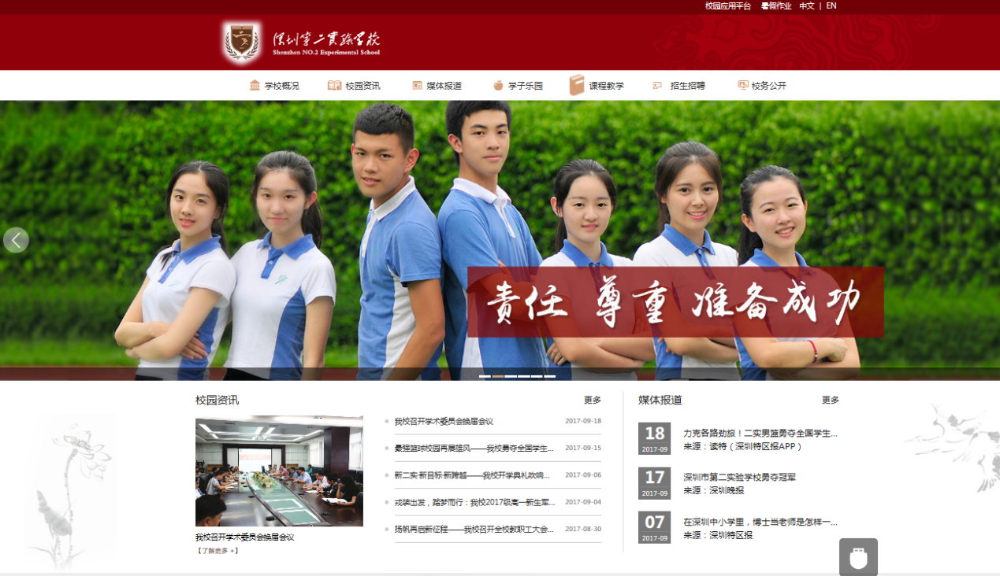 校园应用平台 暑假作业 中文 | EN
深圳第二实验学校
Shenzhen NO.2 Experimental School
学校概况 校园资讯 媒体报道 学子乐园 课程教学 招生招聘 校务公开
责任 尊重 准备成功
校园资讯 更多
我校召开学术委员会换届会议 2017-09-18
最强篮球校园再展雄风——我校勇夺全国学生... 2017-09-15
新二实·新目标·新跨越——我校开学典礼吹响... 2017-09-06
戎装出发，踏梦而行：我校2017级高一新生军... 2017-09-04
扬帆再启新征程——我校召开全校教职工大会... 2017-08-30
我校召开学术委员会换届会议
【了解更多 +】
媒体报道 更多
18
2017-09
力克各路劲旅！二实男篮勇夺全国学生...
来源：读特（深圳特区报APP）
17
2017-09
深圳市第二实验学校勇夺冠军
来源：深圳晚报
07
2017-09
在深圳中小学里，博士当老师是怎样一...
来源：深圳特区报